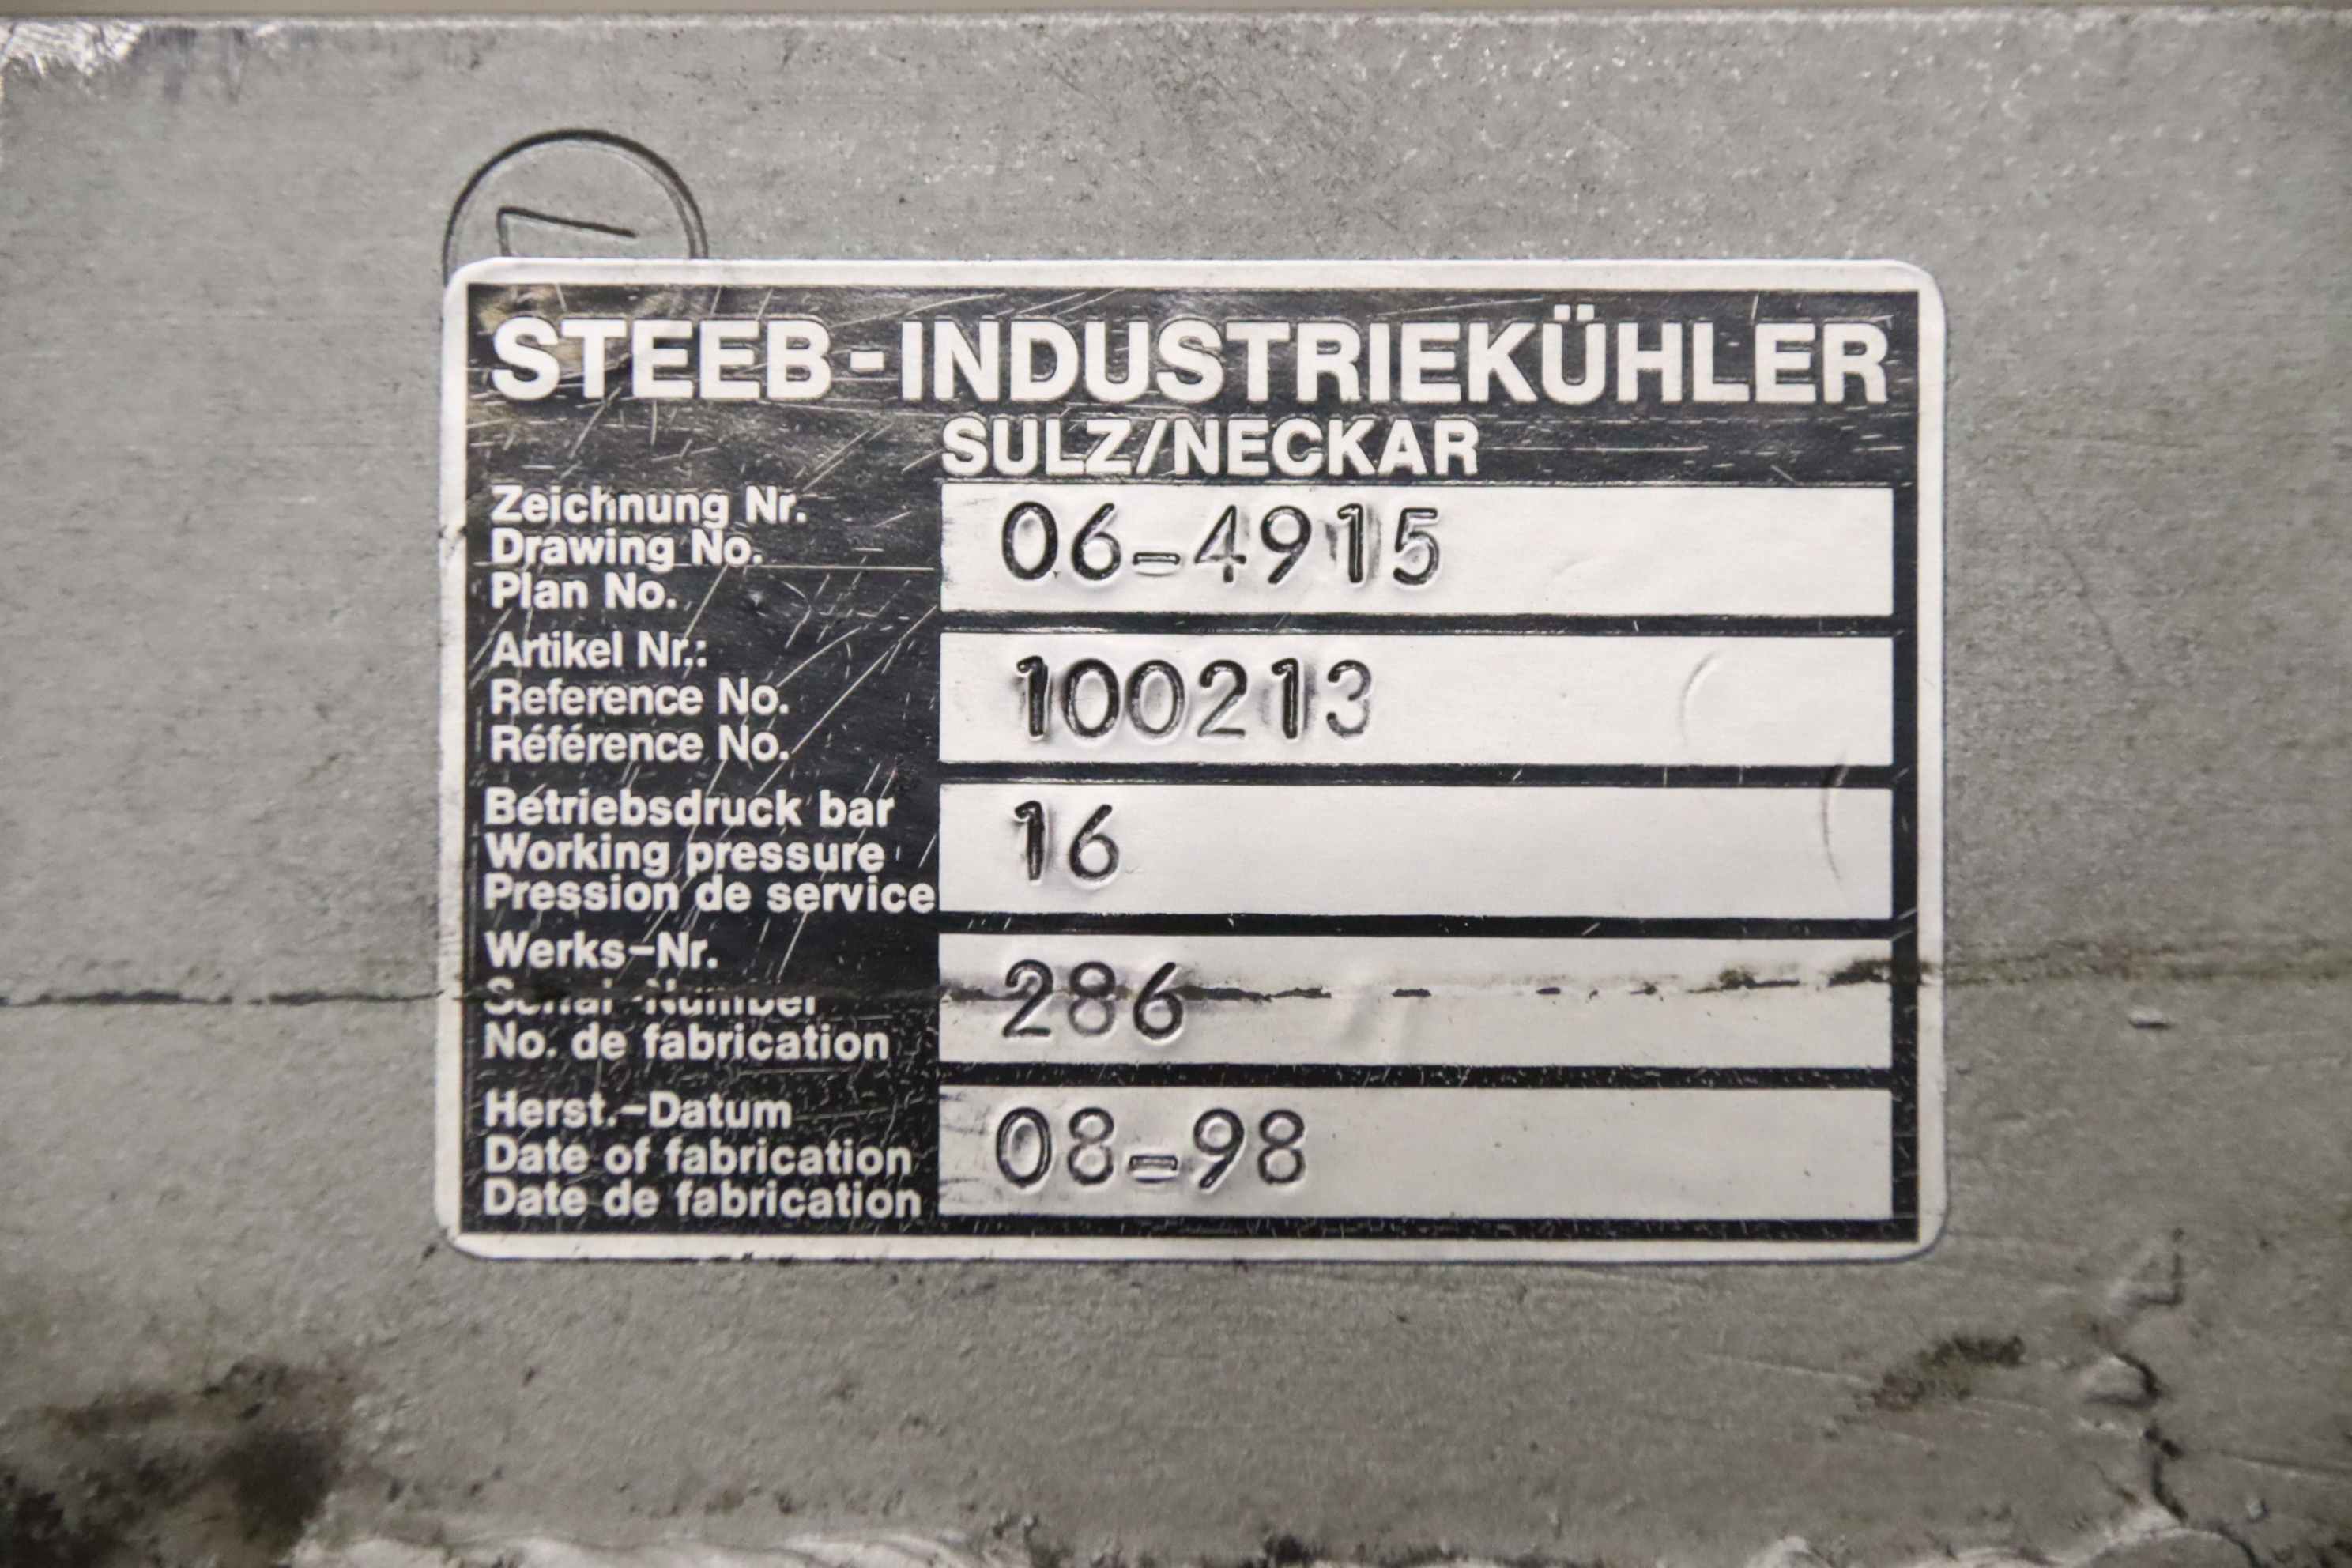 STEEB-INDUSTRIEKÜHLER
SULZ/NECKAR
Zeichnung Nr.
Drawing No.
Plan No.
06-4915
Artikel Nr.:
Reference No.
Référence No.
100213
Betriebsdruck bar
Working pressure
Pression de service
16
Werks-Nr.
Serial-Number
No. de fabrication
286
Herst.-Datum
Date of fabrication
Date de fabrication
08-98